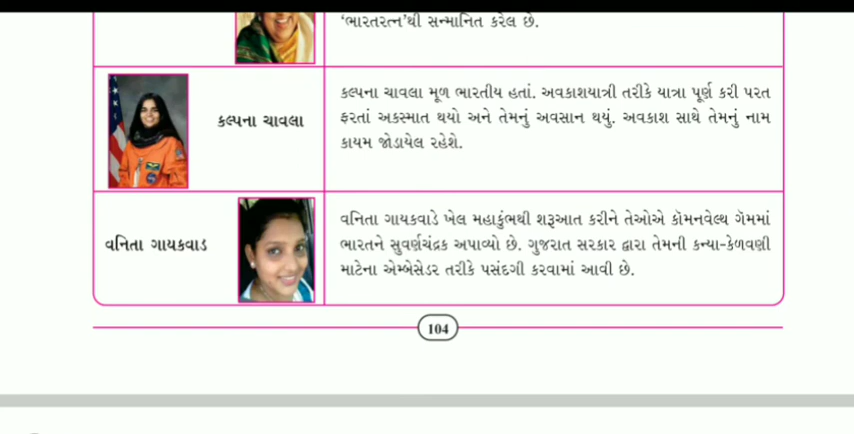 'ભારતરત્ન'થી સન્માનિત કરેલ છે.
કલ્પના ચાવલા
કલ્પના ચાવલા મૂળ ભારતીય હતાં. અવકાશયાત્રી તરીકે યાત્રા પૂર્ણ કરી પરત
ફરતાં અકસ્માત થયો અને તેમનું અવસાન થયું. અવકાશ સાથે તેમનું નામ
કાયમ જોડાયેલ રહેશે.
વનિતા ગાયકવાડ
વનિતા ગાયકવાડે ખેલ મહાકુંભથી શરૂઆત કરીને તેઓએ કૉમનવેલ્થ ગૅમમાં
ભારતને સુવર્ણચંદ્રક અપાવ્યો છે. ગુજરાત સરકાર દ્વારા તેમની કન્યા-કેળવણી
માટેના એમ્બેસેડર તરીકે પસંદગી કરવામાં આવી છે.
104